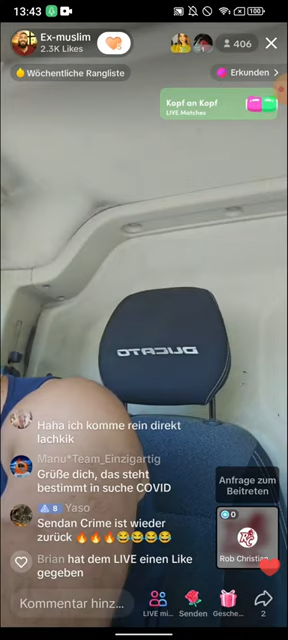 13:43
100
Ex-muslim
2.3K Likes
406
Wöchentliche Rangliste
Erkunden >
Kopf an Kopf
LIVE Matches
DUCATO
Haha ich komme rein direkt
lachkik
Manu*Team_Einzigartig
Grüße dich, das steht
bestimmt in suche COVID
8 Yaso
Sendan Crime ist wieder
zurück 🔥🔥🔥😂😂😂😂
Brian hat dem LIVE einen Like
gegeben
Anfrage zum
Beitreten
0
Rob Christian
Kommentar hinz...
LIVE mi...
Senden
Gesche...
2